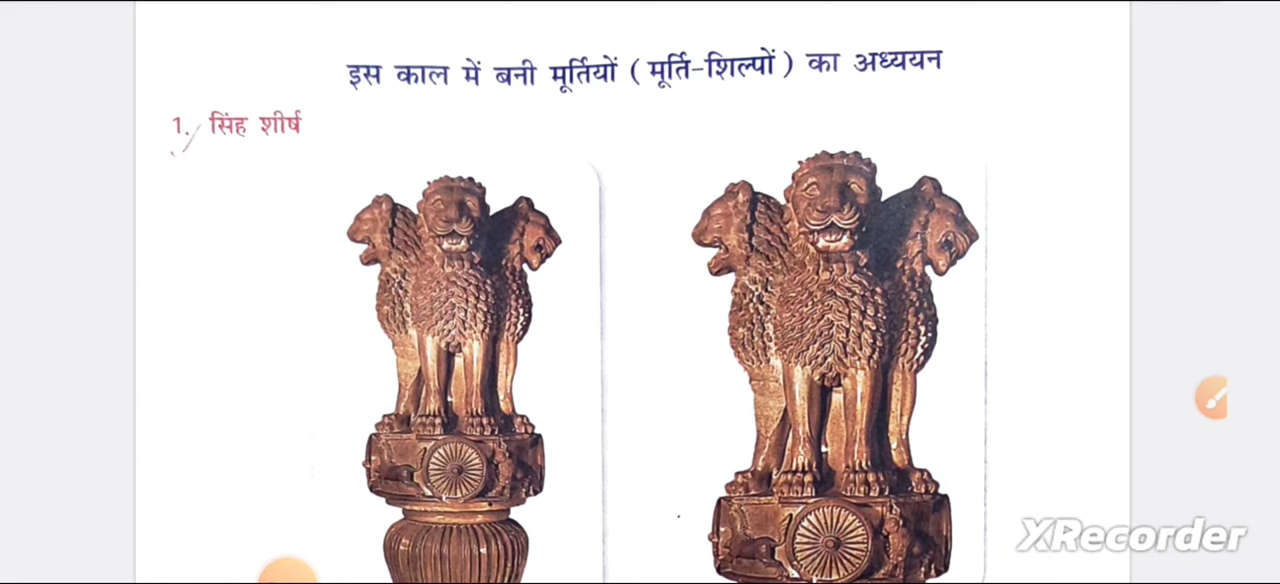 इस काल में बनी मूर्तियों ( मूर्ति-शिल्पों ) का अध्ययन
1. सिंह शीर्ष
XRecorder